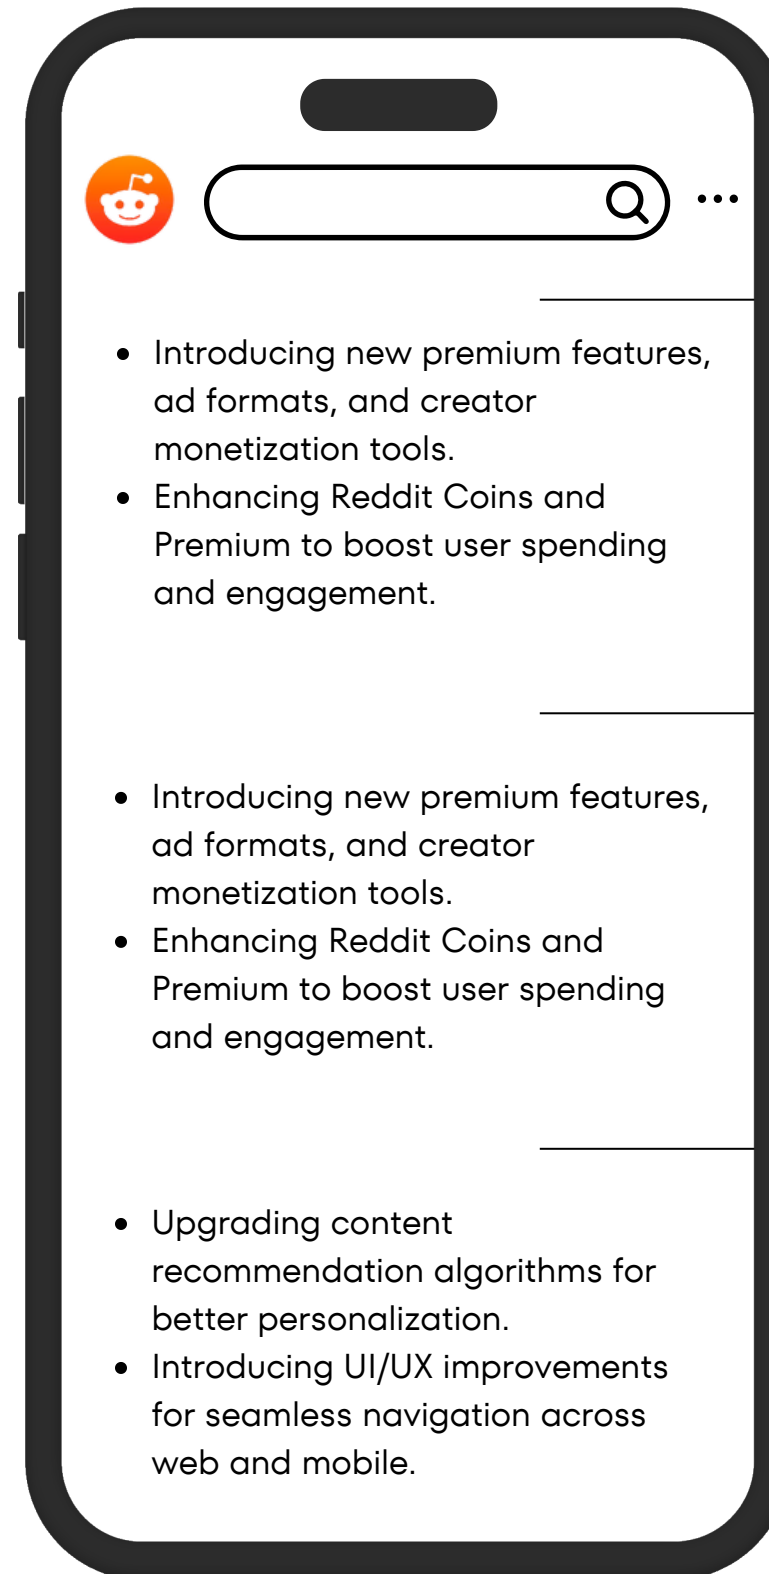 • Introducing new premium features,
ad formats, and creator
monetization tools.
• Enhancing Reddit Coins and
Premium to boost user spending
and engagement.
• Introducing new premium features,
ad formats, and creator
monetization tools.
• Enhancing Reddit Coins and
Premium to boost user spending
and engagement.
• Upgrading content
recommendation algorithms for
better personalization.
• Introducing UI/UX improvements
for seamless navigation across
web and mobile.